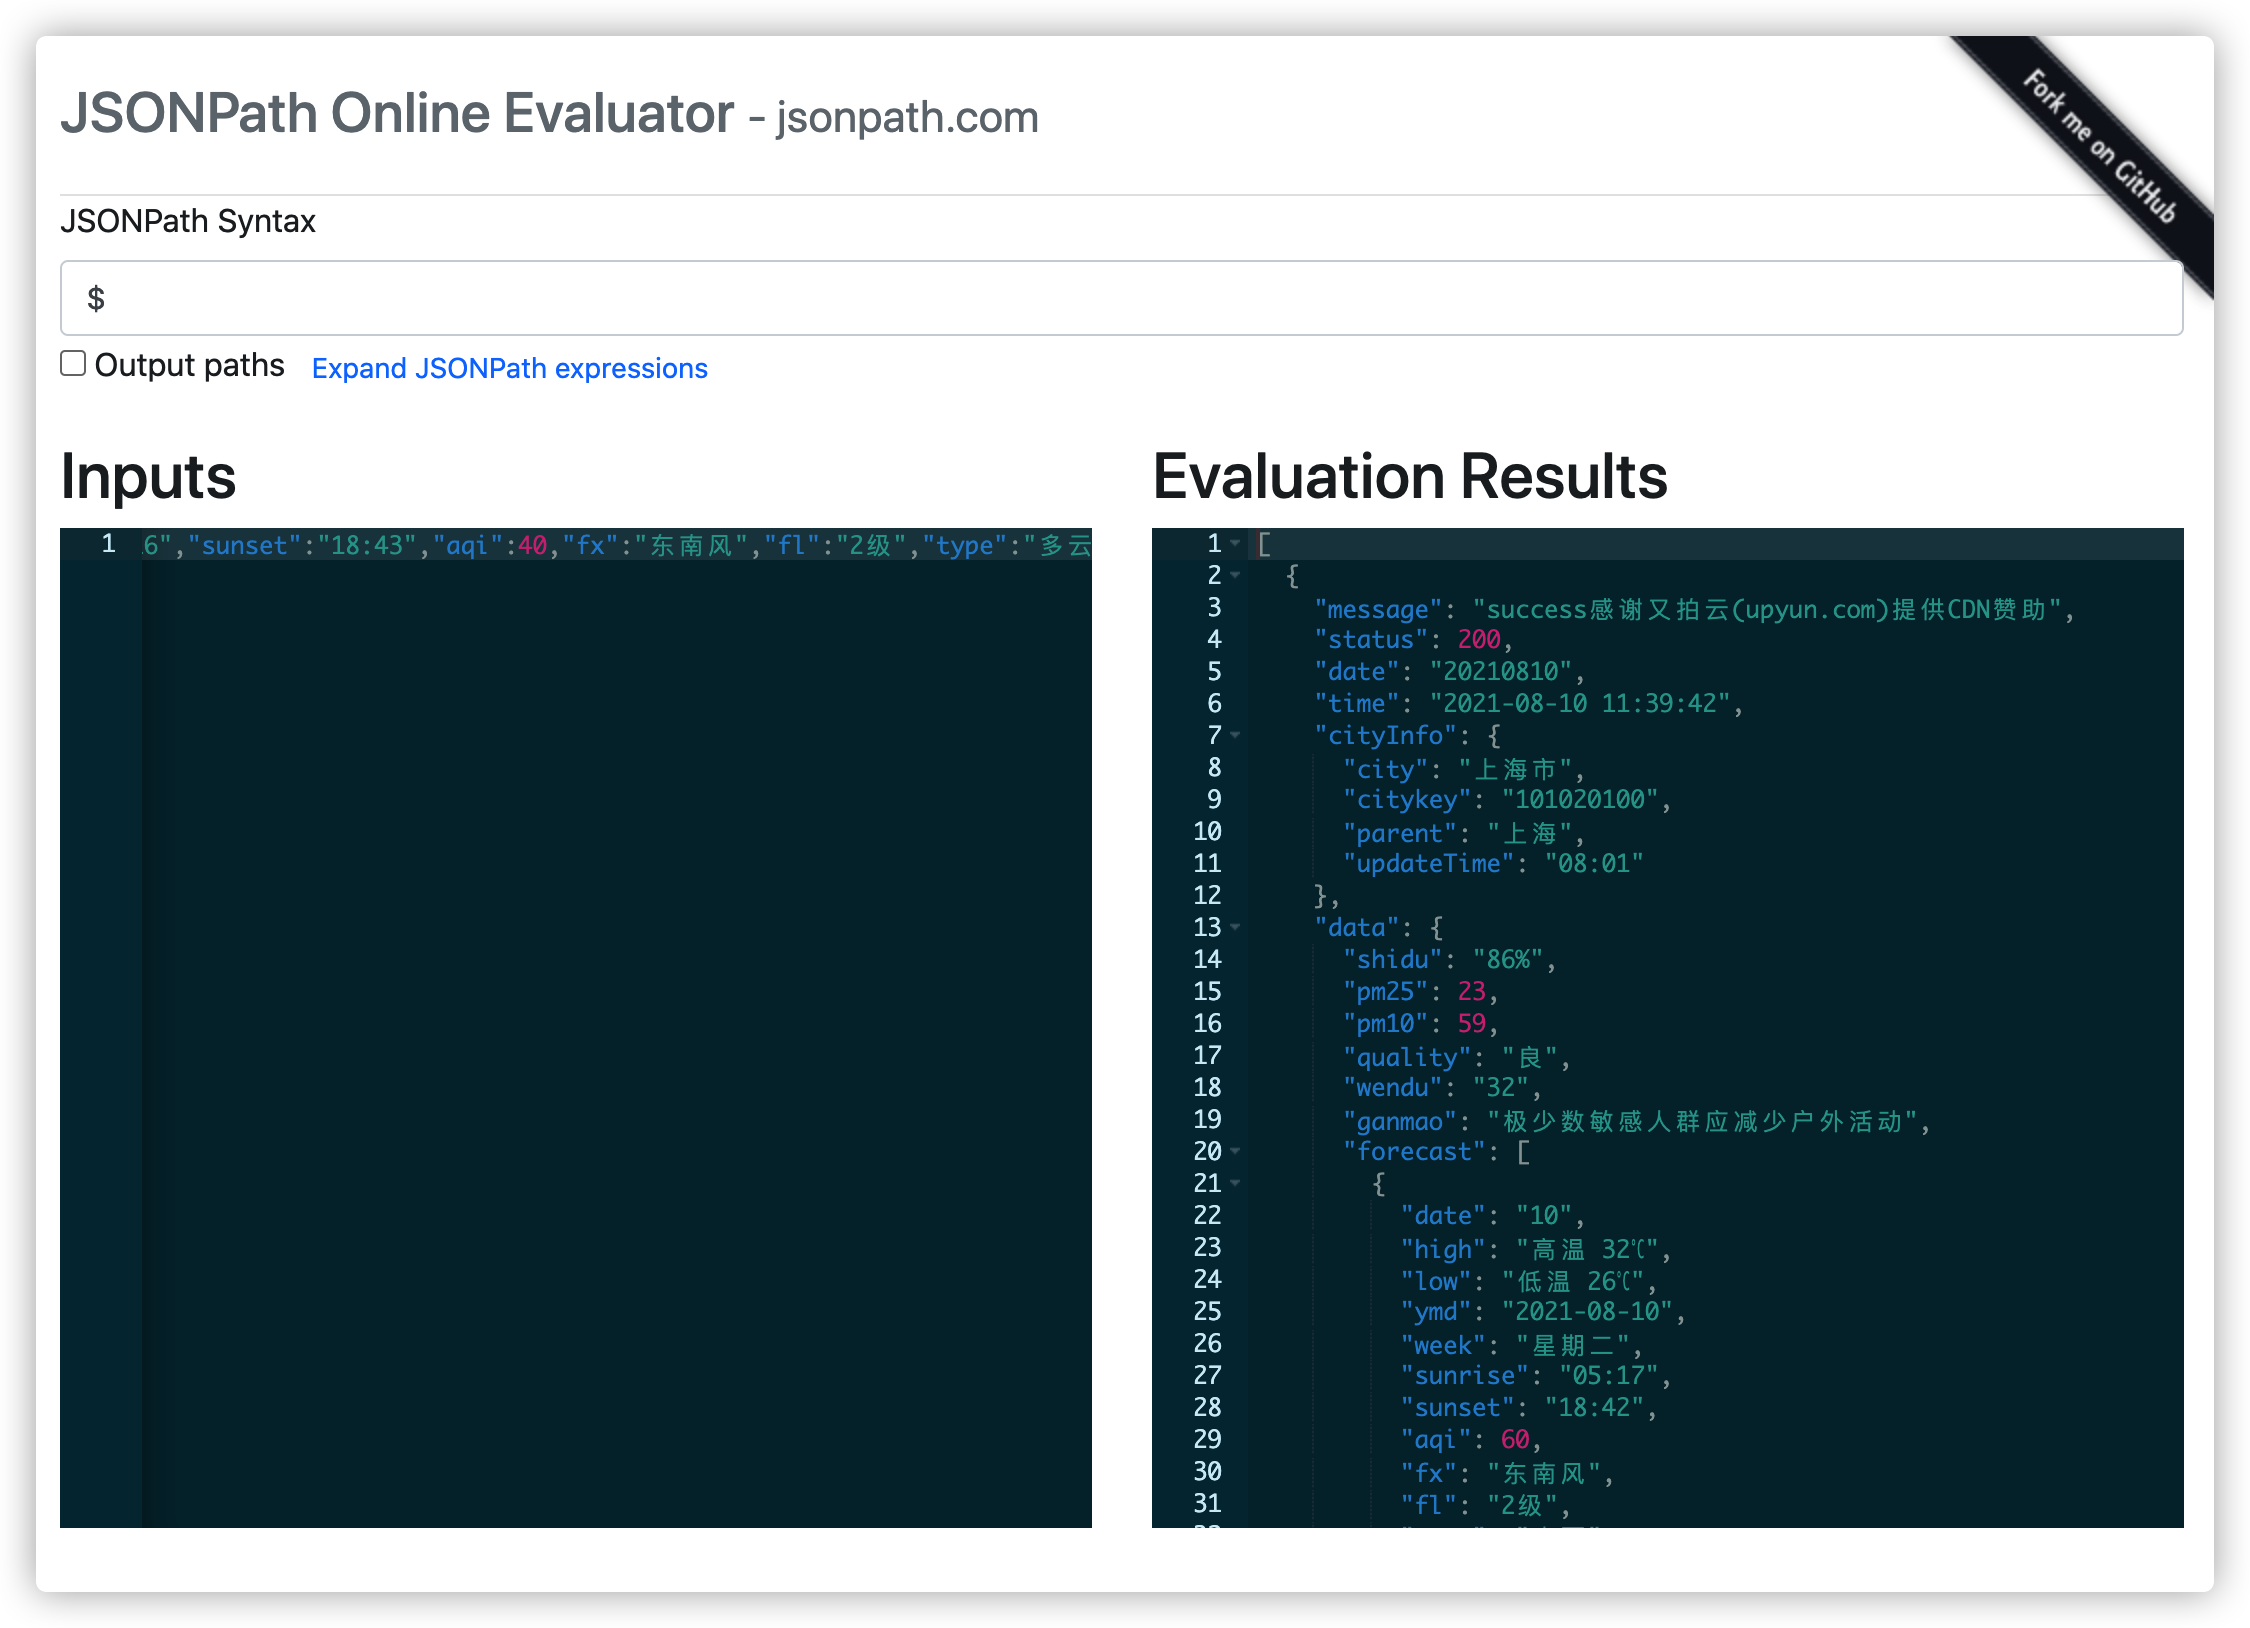 JSONPath Online Evaluator - jsonpath.com
Fork me on GitHub
JSONPath Syntax
$
Output paths Expand JSONPath expressions
Inputs
1 6","sunset":"18:43","aqi":40,"fx":"东南风","fl":"2级","type":"多云
Evaluation Results
1 [
2 {
3 "message": "success感谢又拍云(upyun.com)提供CDN赞助",
4 "status": 200,
5 "date": "20210810",
6 "time": "2021-08-10 11:39:42",
7 "cityInfo": {
8 "city": "上海市",
9 "citykey": "101020100",
10 "parent": "上海",
11 "updateTime": "08:01"
12 },
13 "data": {
14 "shidu": "86%",
15 "pm25": 23,
16 "pm10": 59,
17 "quality": "良",
18 "wendu": "32",
19 "ganmao": "极少数敏感人群应减少户外活动",
20 "forecast": [
21 {
22 "date": "10",
23 "high": "高温 32℃",
24 "low": "低温 26℃",
25 "ymd": "2021-08-10",
26 "week": "星期二",
27 "sunrise": "05:17",
28 "sunset": "18:42",
29 "aqi": 60,
30 "fx": "东南风",
31 "fl": "2级",